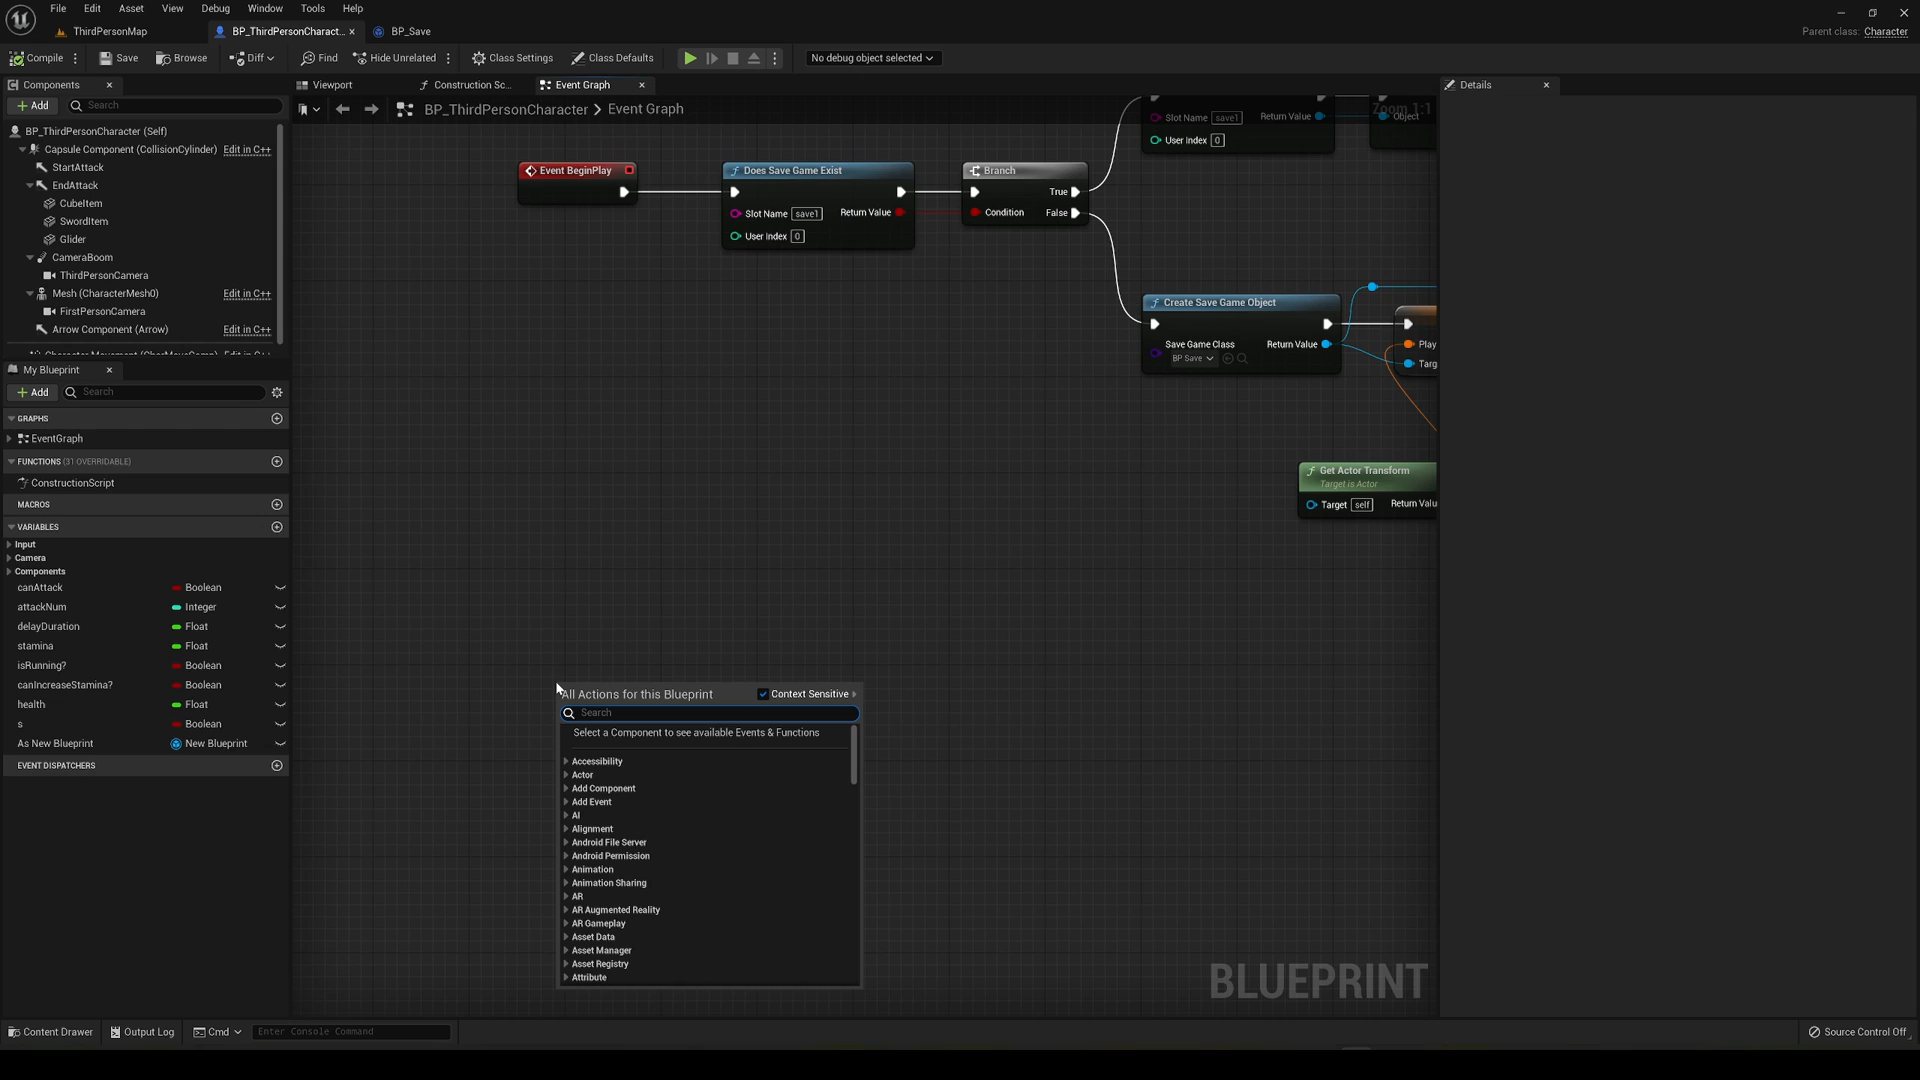 File Edit Asset View Debug Window Tools Help
ThirdPersonMap
BP_ThirdPersonCharact...
BP_Save
Parent class: Character
Compile
Save
Browse
Diff
Find
Hide Unrelated
Class Settings
Class Defaults
No debug object selected
Components
Viewport
Construction Sc...
Event Graph
Details
Add
Search
BP_ThirdPersonCharacter > Event Graph
Zoom 1:1
BP_ThirdPersonCharacter (Self)
Capsule Component (CollisionCylinder) Edit in C++
StartAttack
EndAttack
CubeItem
SwordItem
Glider
CameraBoom
ThirdPersonCamera
Mesh (CharacterMesh0) Edit in C++
FirstPersonCamera
Arrow Component (Arrow) Edit in C++
Character Movement (CharMoveComp) Edit in C++
Slot Name save1 Return Value
Object
User Index 0
Event BeginPlay
Does Save Game Exist
Slot Name save1 Return Value
User Index 0
Branch
True
Condition False
Create Save Game Object
Save Game Class Return Value
BP Save
Play
Targ
Get Actor Transform
Target is Actor
Target self Return Valu
My Blueprint
Add
Search
GRAPHS
EventGraph
FUNCTIONS (31 OVERRIDABLE)
ConstructionScript
MACROS
VARIABLES
Input
Camera
Components
canAttack Boolean
attackNum Integer
delayDuration Float
stamina Float
isRunning? Boolean
canIncreaseStamina? Boolean
health Float
s Boolean
As New Blueprint New Blueprint
EVENT DISPATCHERS
All Actions for this Blueprint
Context Sensitive
Search
Select a Component to see available Events & Functions
Accessibility
Actor
Add Component
Add Event
AI
Alignment
Android File Server
Android Permission
Animation
Animation Sharing
AR
AR Augmented Reality
AR Gameplay
Asset Data
Asset Manager
Asset Registry
Attribute
BLUEPRINT
Content Drawer
Output Log
Cmd
Enter Console Command
Source Control Off